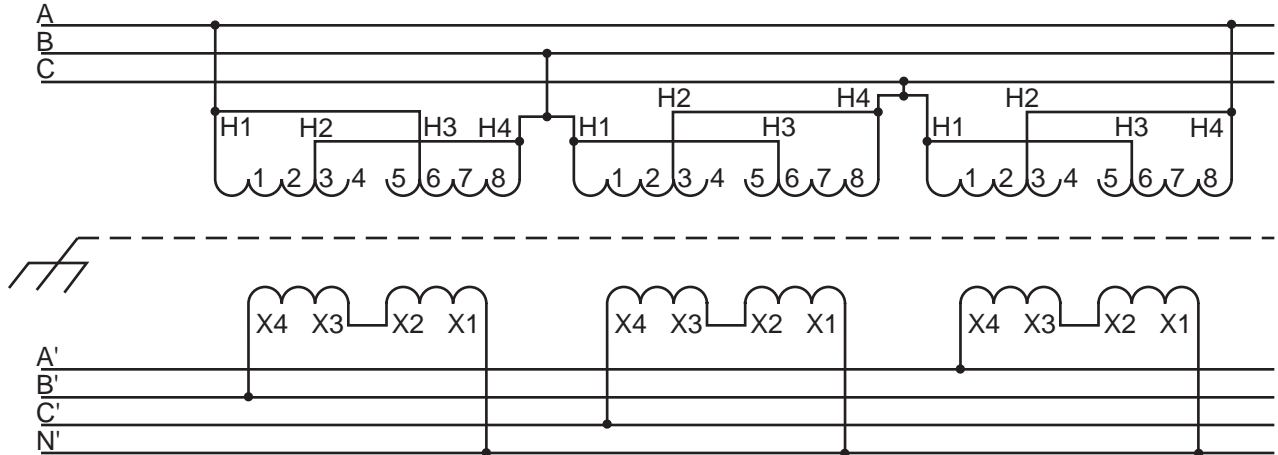 A
B
C
H2 H4 H2
H1 H2 H3 H4 H1 H3 H1 H3 H4
1 2 3 4 5 6 7 8 1 2 3 4 5 6 7 8 1 2 3 4 5 6 7 8
X4 X3 X2 X1 X4 X3 X2 X1 X4 X3 X2 X1
A'
B'
C'
N'